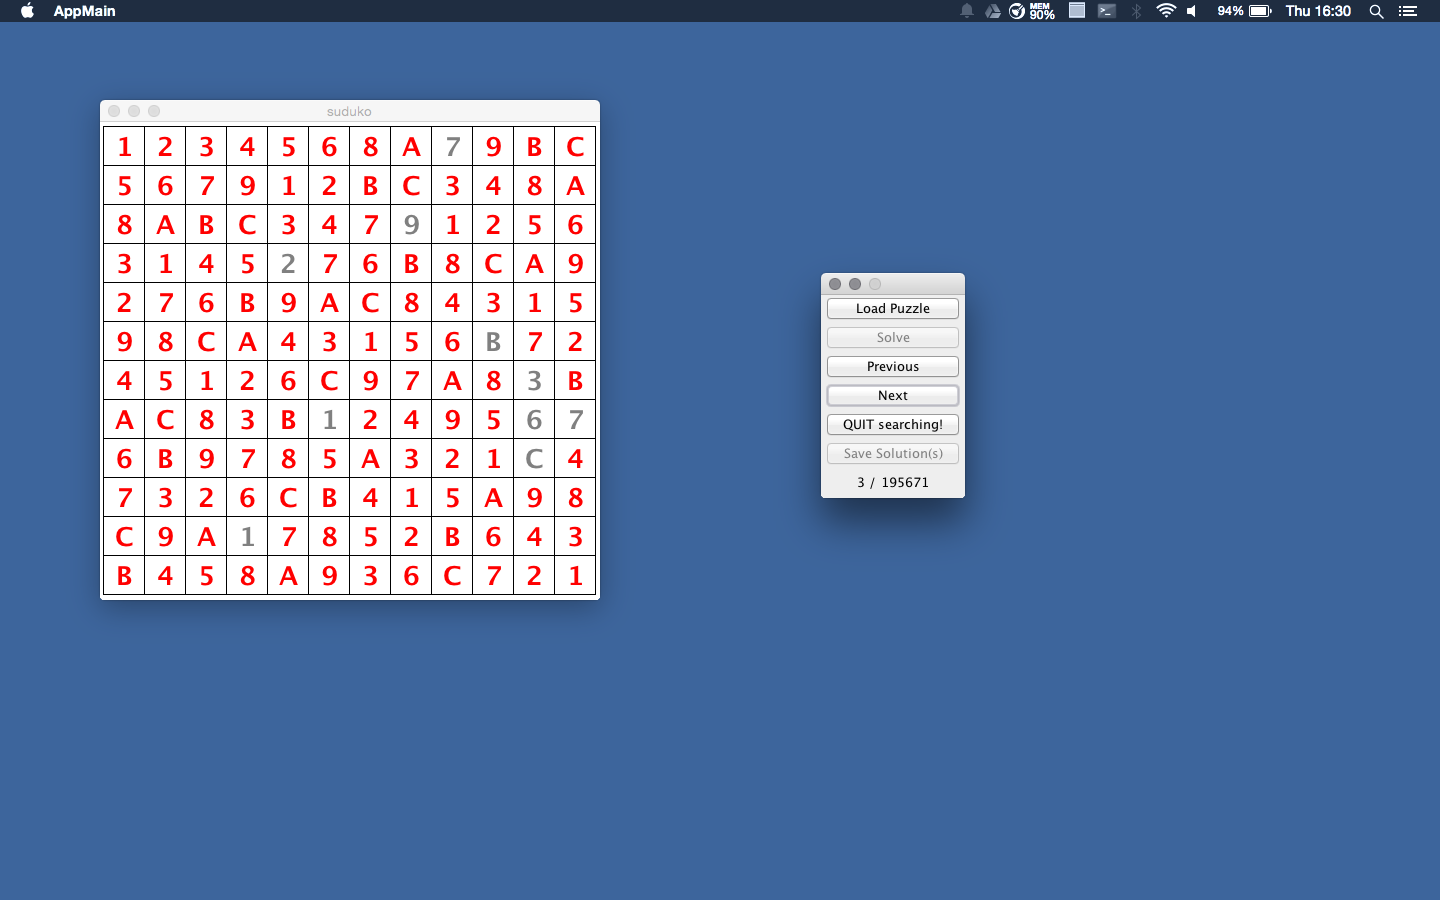 AppMain MEM 90% 94% Thu 16:30
suduko
1 2 3 4 5 6 8 A 7 9 B C
5 6 7 9 1 2 B C 3 4 8 A
8 A B C 3 4 7 9 1 2 5 6
3 1 4 5 2 7 6 B 8 C A 9
2 7 6 B 9 A C 8 4 3 1 5
9 8 C A 4 3 1 5 6 B 7 2
4 5 1 2 6 C 9 7 A 8 3 B
A C 8 3 B 1 2 4 9 5 6 7
6 B 9 7 8 5 A 3 2 1 C 4
7 3 2 6 C B 4 1 5 A 9 8
C 9 A 1 7 8 5 2 B 6 4 3
B 4 5 8 A 9 3 6 C 7 2 1
Load Puzzle
Solve
Previous
Next
QUIT searching!
Save Solution(s)
3 / 195671